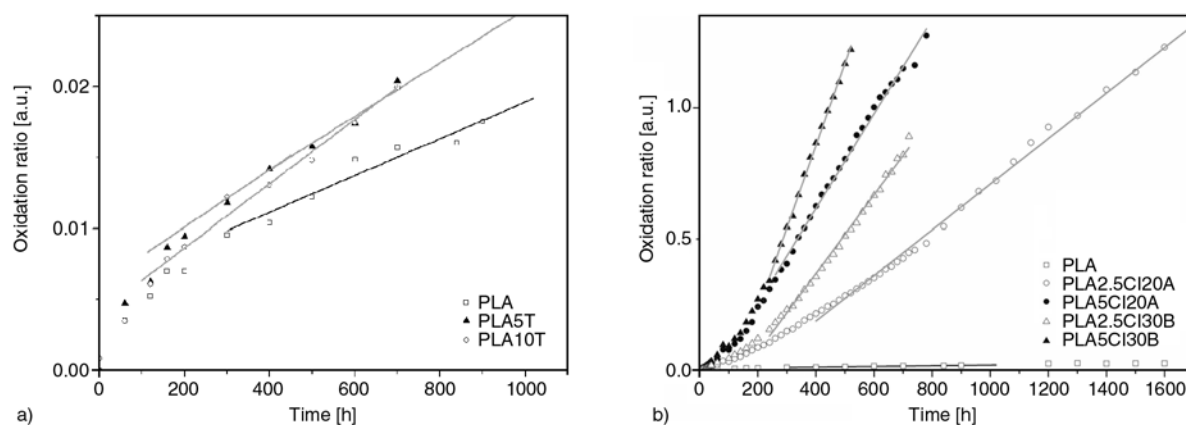 Oxidation ratio [a.u.]
0.02
0.01
0.00
PLA
PLA5T
PLA10T
0 200 400 600 800 1000
Time [h]
a)
Oxidation ratio [a.u.]
1.0
0.5
0.0
PLA
PLA2.5Cl20A
PLA5Cl20A
PLA2.5Cl30B
PLA5Cl30B
0 200 400 600 800 1000 1200 1400 1600
Time [h]
b)